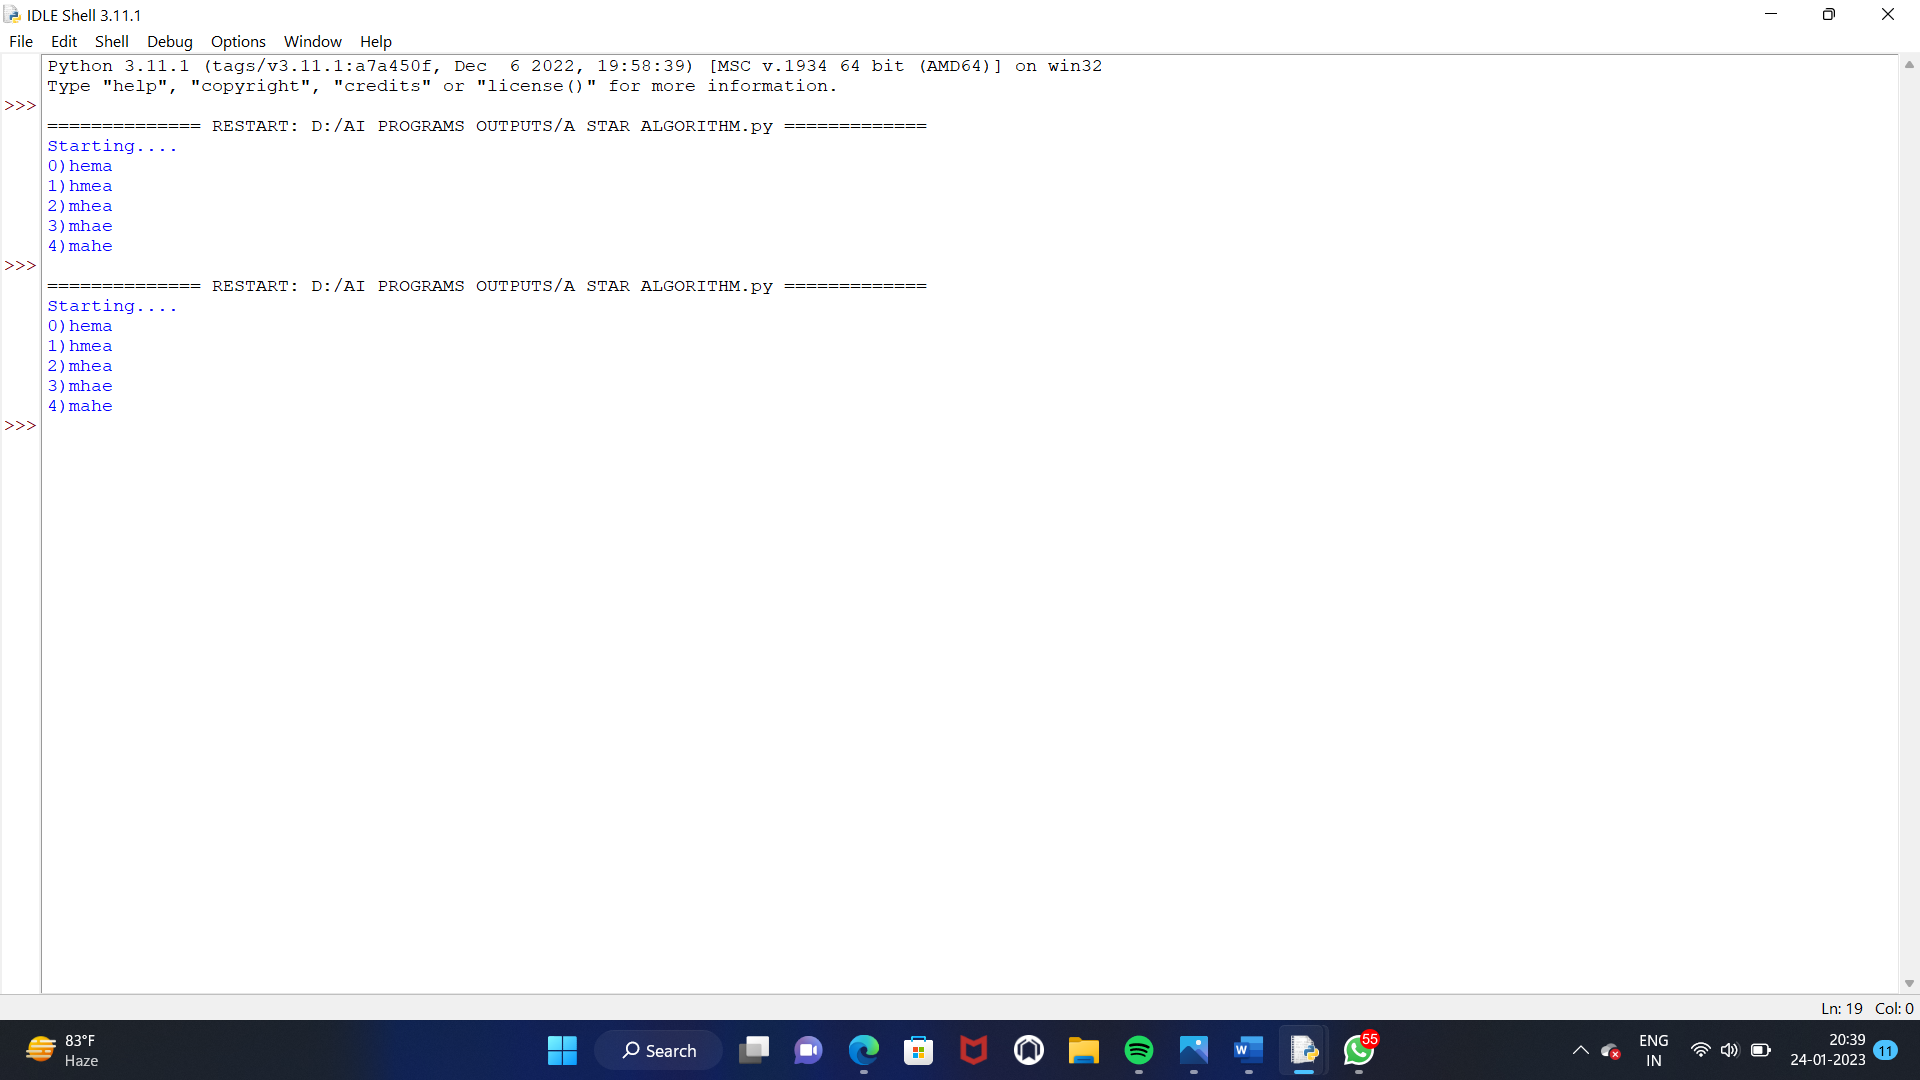 IDLE Shell 3.11.1
File Edit Shell Debug Options Window Help
Python 3.11.1 (tags/v3.11.1:a7a450f, Dec  6 2022, 19:58:39) [MSC v.1934 64 bit (AMD64)] on win32
Type "help", "copyright", "credits" or "license()" for more information.
>>>
============== RESTART: D:/AI PROGRAMS OUTPUTS/A STAR ALGORITHM.py =============
Starting....
0)hema
1)hmea
2)mhea
3)mhae
4)mahe
>>>
============== RESTART: D:/AI PROGRAMS OUTPUTS/A STAR ALGORITHM.py =============
Starting....
0)hema
1)hmea
2)mhea
3)mhae
4)mahe
>>>
Ln: 19 Col: 0
83°F
Haze
Search
W
55
ENG
IN
20:39
24-01-2023
11